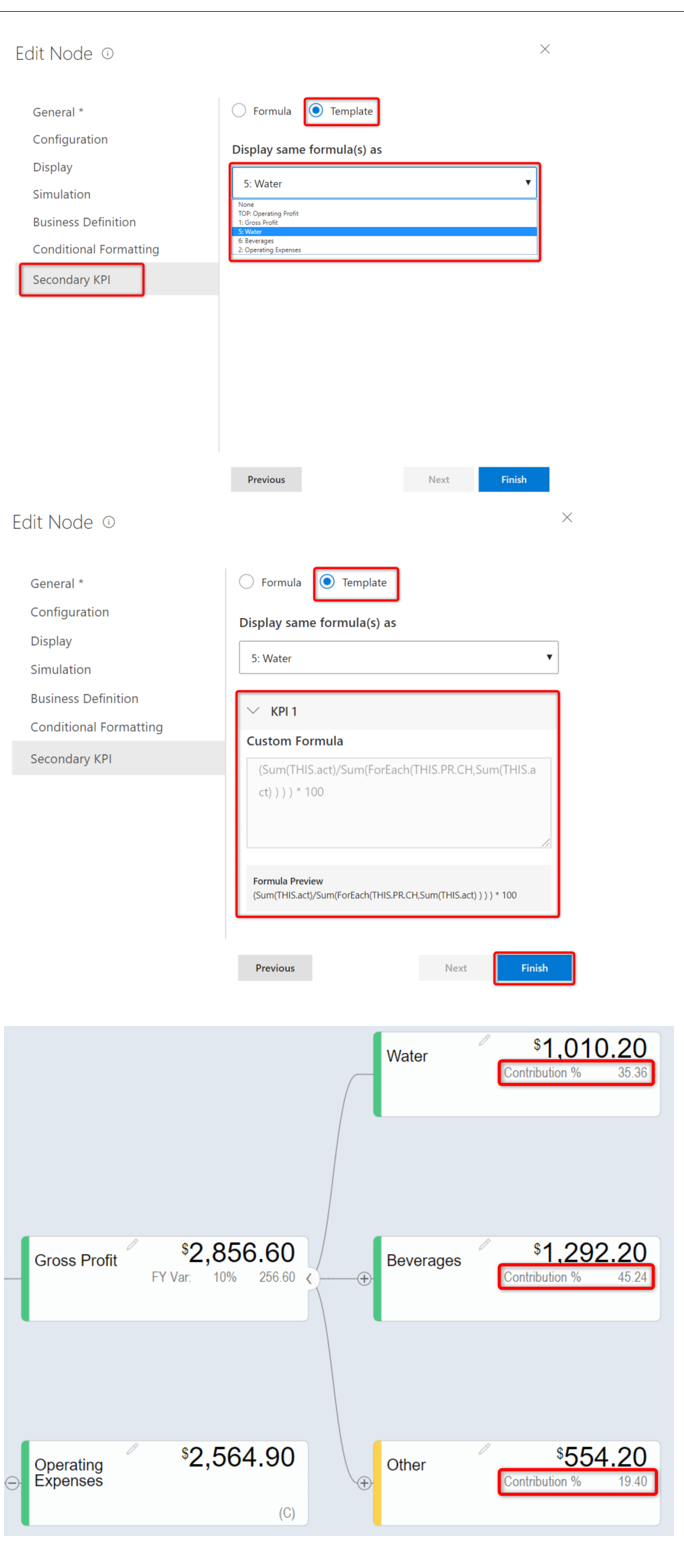 Edit Node
General *
Configuration
Display
Simulation
Business Definition
Conditional Formatting
Secondary KPI
Formula Template
Display same formula(s) as
5: Water
None
TOP: Operating Profit
1: Gross Profit
5: Water
6: Beverages
2: Operating Expenses
Previous Next Finish
Edit Node
General *
Configuration
Display
Simulation
Business Definition
Conditional Formatting
Secondary KPI
Formula Template
Display same formula(s) as
5: Water
KPI 1
Custom Formula
(Sum(THIS.act)/Sum(ForEach(THIS.PR.CH,Sum(THIS.a
ct) ) ) ) * 100
Formula Preview
(Sum(THIS.act)/Sum(ForEach(THIS.PR.CH,Sum(THIS.act) ) ) ) * 100
Previous Next Finish
Water $1,010.20
Contribution % 35.36
Gross Profit $2,856.60
FY Var: 10% 256.60
Beverages $1,292.20
Contribution % 45.24
Operating
Expenses
$2,564.90
(C)
Other $554.20
Contribution % 19.40